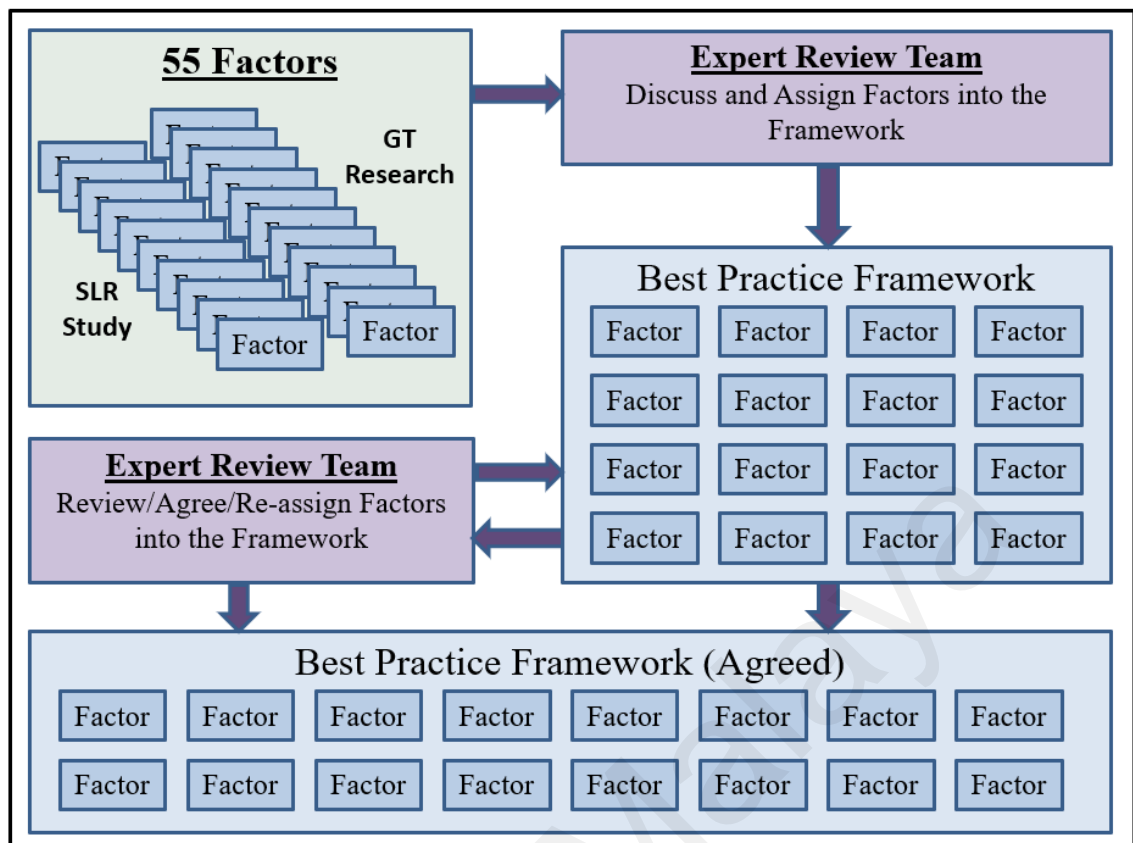 55 Factors
GT
Research
SLR
Study
Factor
Factor
Expert Review Team
Discuss and Assign Factors into the
Framework
Best Practice Framework
Factor Factor Factor Factor
Factor Factor Factor Factor
Factor Factor Factor Factor
Factor Factor Factor Factor
Expert Review Team
Review/Agree/Re-assign Factors
into the Framework
Best Practice Framework (Agreed)
Factor Factor Factor Factor Factor Factor Factor Factor
Factor Factor Factor Factor Factor Factor Factor Factor
Malaya